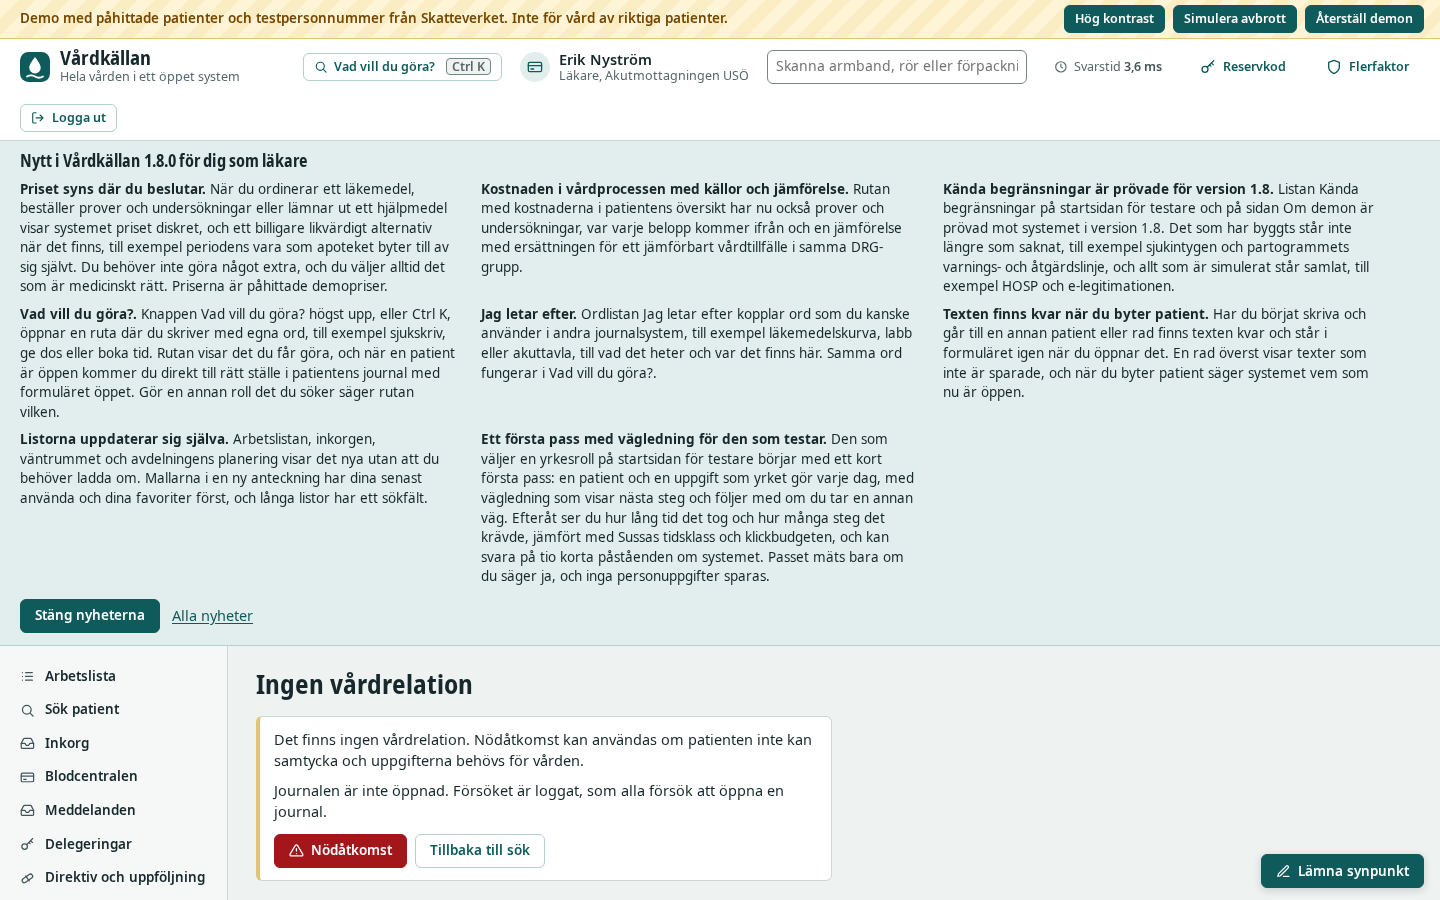 Demo med påhittade patienter och testpersonnummer från Skatteverket. Inte för vård av riktiga patienter.
Hög kontrast
Simulera avbrott
Återställ demon
Vårdkällan
Hela vården i ett öppet system
Vad vill du göra?
Ctrl K
Erik Nyström
Läkare, Akutmottagningen USÖ
Skanna armband, rör eller förpackni
Svarstid 3,6 ms
Reservkod
Flerfaktor
Logga ut
Nytt i Vårdkällan 1.8.0 för dig som läkare
Priset syns där du beslutar. När du ordinerar ett läkemedel,
beställer prover och undersökningar eller lämnar ut ett hjälpmedel
visar systemet priset diskret, och ett billigare likvärdigt alternativ
när det finns, till exempel periodens vara som apoteket byter till av
sig självt. Du behöver inte göra något extra, och du väljer alltid det
som är medicinskt rätt. Priserna är påhittade demopriser.
Kostnaden i vårdprocessen med källor och jämförelse. Rutan
med kostnaderna i patientens översikt har nu också prover och
undersökningar, var varje belopp kommer ifrån och en jämförelse
med ersättningen för ett jämförbart vårdtillfälle i samma DRG-
grupp.
Kända begränsningar är prövade för version 1.8. Listan Kända
begränsningar på startsidan för testare och på sidan Om demon är
prövad mot systemet i version 1.8. Det som har byggts står inte
längre som saknat, till exempel sjukintygen och partogrammets
varnings- och åtgärdslinje, och allt som är simulerat står samlat, till
exempel HOSP och e-legitimationen.
Vad vill du göra?. Knappen Vad vill du göra? högst upp, eller Ctrl K,
öppnar en ruta där du skriver med egna ord, till exempel sjukskriv,
ge dos eller boka tid. Rutan visar det du får göra, och när en patient
är öppen kommer du direkt till rätt ställe i patientens journal med
formuläret öppet. Gör en annan roll det du söker säger rutan
vilken.
Jag letar efter. Ordlistan Jag letar efter kopplar ord som du kanske
använder i andra journalsystem, till exempel läkemedelskurva, labb
eller akuttavla, till vad det heter och var det finns här. Samma ord
fungerar i Vad vill du göra?.
Texten finns kvar när du byter patient. Har du börjat skriva och
går till en annan patient eller rad finns texten kvar och står i
formuläret igen när du öppnar det. En rad överst visar texter som
inte är sparade, och när du byter patient säger systemet vem som
nu är öppen.
Listorna uppdaterar sig själva. Arbetslistan, inkorgen,
väntrummet och avdelningens planering visar det nya utan att du
behöver ladda om. Mallarna i en ny anteckning har dina senast
använda och dina favoriter först, och långa listor har ett sökfält.
Ett första pass med vägledning för den som testar. Den som
väljer en yrkesroll på startsidan för testare börjar med ett kort
första pass: en patient och en uppgift som yrket gör varje dag, med
vägledning som visar nästa steg och följer med om du tar en annan
väg. Efteråt ser du hur lång tid det tog och hur många steg det
krävde, jämfört med Sussas tidsklass och klickbudgeten, och kan
svara på tio korta påståenden om systemet. Passet mäts bara om
du säger ja, och inga personuppgifter sparas.
Stäng nyheterna
Alla nyheter
Arbetslista
Sök patient
Inkorg
Blodcentralen
Meddelanden
Delegeringar
Direktiv och uppföljning
Ingen vårdrelation
Det finns ingen vårdrelation. Nödåtkomst kan användas om patienten inte kan
samtycka och uppgifterna behövs för vården.
Journalen är inte öppnad. Försöket är loggat, som alla försök att öppna en
journal.
Nödåtkomst
Tillbaka till sök
Lämna synpunkt